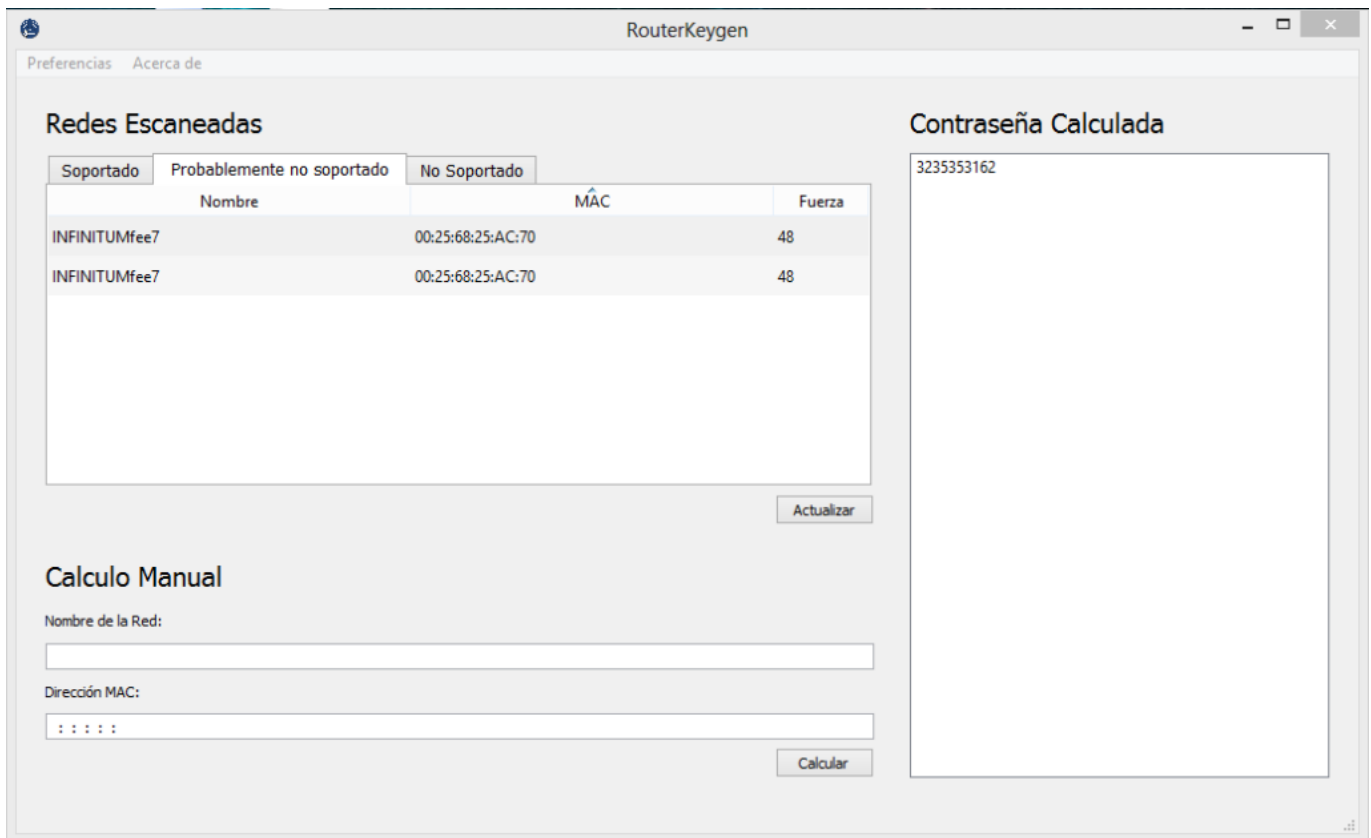 RouterKeygen
Preferencias Acerca de
Redes Escaneadas
Soportado Probablemente no soportado No Soportado
Nombre MAC Fuerza
INFINITUMfee7 00:25:68:25:AC:70 48
INFINITUMfee7 00:25:68:25:AC:70 48
Actualizar
Calculo Manual
Nombre de la Red:
Dirección MAC:
: : : : :
Calcular
Contraseña Calculada
3235353162